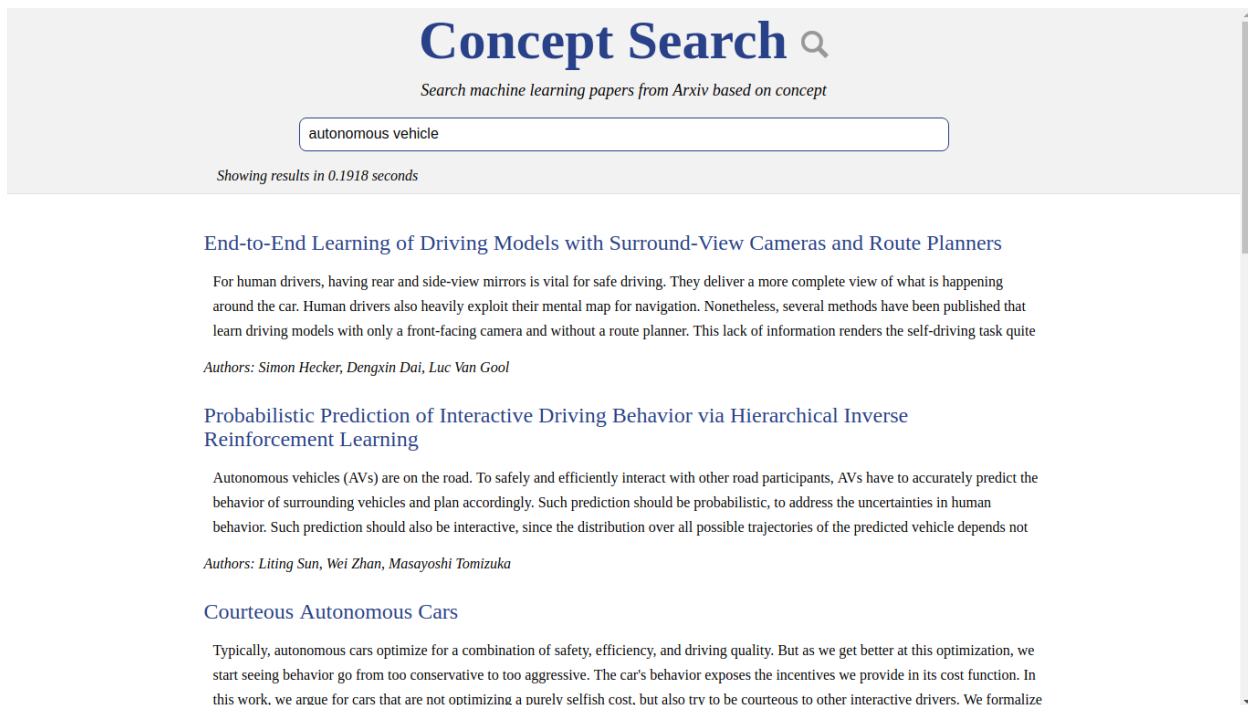 Concept Search
Search machine learning papers from Arxiv based on concept
autonomous vehicle
Showing results in 0.1918 seconds
End-to-End Learning of Driving Models with Surround-View Cameras and Route Planners
For human drivers, having rear and side-view mirrors is vital for safe driving. They deliver a more complete view of what is happening
around the car. Human drivers also heavily exploit their mental map for navigation. Nonetheless, several methods have been published that
learn driving models with only a front-facing camera and without a route planner. This lack of information renders the self-driving task quite
Authors: Simon Hecker, Dengxin Dai, Luc Van Gool
Probabilistic Prediction of Interactive Driving Behavior via Hierarchical Inverse
Reinforcement Learning
Autonomous vehicles (AVs) are on the road. To safely and efficiently interact with other road participants, AVs have to accurately predict the
behavior of surrounding vehicles and plan accordingly. Such prediction should be probabilistic, to address the uncertainties in human
behavior. Such prediction should also be interactive, since the distribution over all possible trajectories of the predicted vehicle depends not
Authors: Liting Sun, Wei Zhan, Masayoshi Tomizuka
Courteous Autonomous Cars
Typically, autonomous cars optimize for a combination of safety, efficiency, and driving quality. But as we get better at this optimization, we
start seeing behavior go from too conservative to too aggressive. The car's behavior exposes the incentives we provide in its cost function. In
this work, we argue for cars that are not optimizing a purely selfish cost, but also try to be courteous to other interactive drivers. We formalize